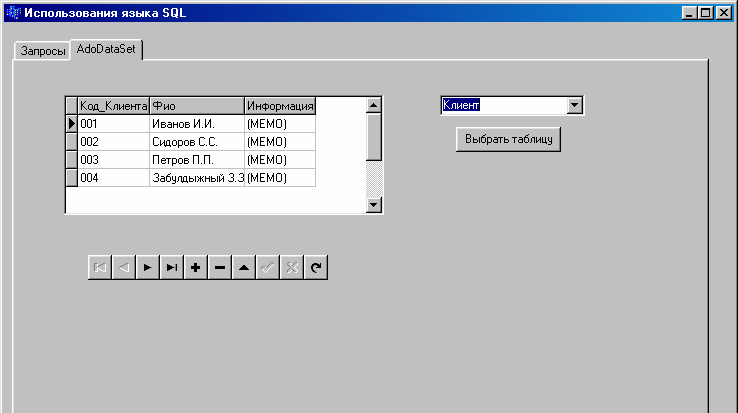 Использования языка SQL
Запросы AdoDataSet
Код_Клиента Фио Информация
001 Иванов И.И. (MEMO)
002 Сидоров С.С. (MEMO)
003 Петров П.П. (MEMO)
004 Забулдыжный З.З (MEMO)
Клиент
Выбрать таблицу